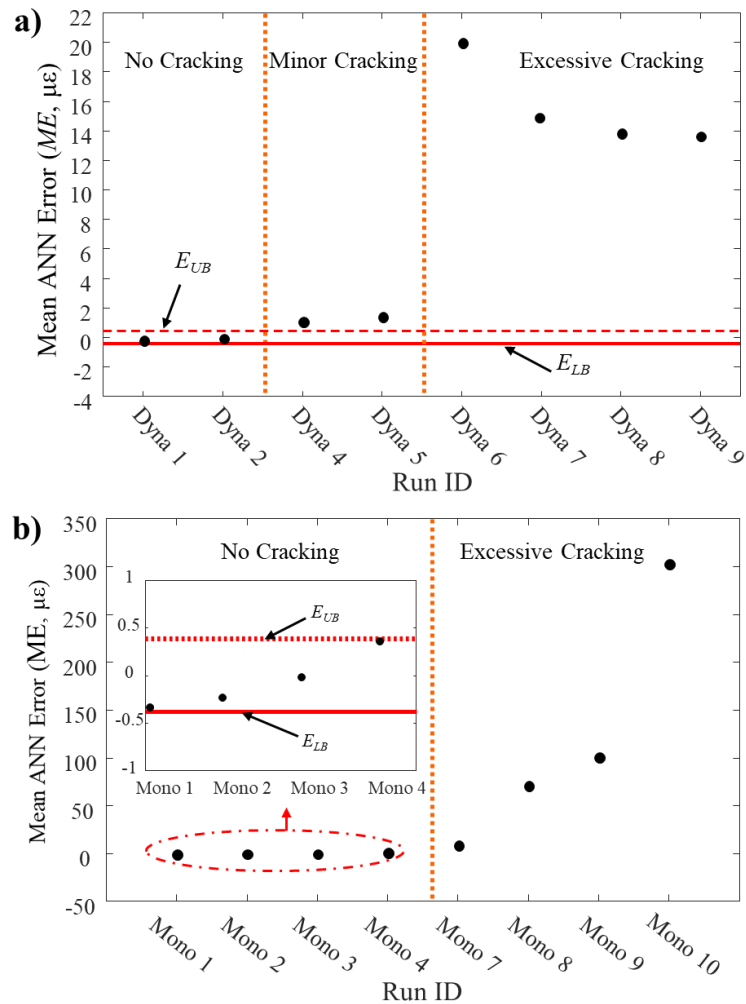 a)
Mean ANN Error (ME, με)
22
20
18
16
14
12
10
8
6
4
2
0
-2
-4
No Cracking
Minor Cracking
Excessive Cracking
E_UB
E_LB
Dyna 1
Dyna 2
Dyna 4
Dyna 5
Dyna 6
Dyna 7
Dyna 8
Dyna 9
Run ID
b)
Mean ANN Error (ME, με)
350
300
250
200
150
100
50
0
-50
No Cracking
Excessive Cracking
1
0.5
0
-0.5
-1
E_UB
E_LB
Mono 1
Mono 2
Mono 3
Mono 4
Mono 1
Mono 2
Mono 3
Mono 4
Mono 7
Mono 8
Mono 9
Mono 10
Run ID